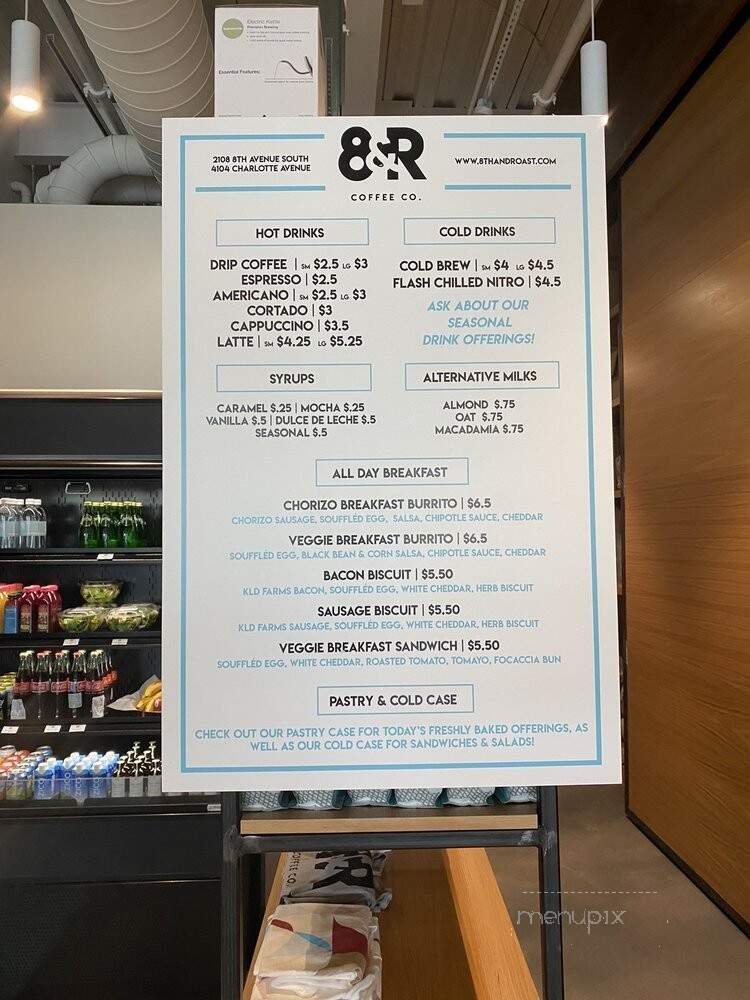 Electric Kettle
Precision Brewing
Essential Features:
2108 8TH AVENUE SOUTH
4104 CHARLOTTE AVENUE
8&R
COFFEE CO.
WWW.8THANDROAST.COM
HOT DRINKS
DRIP COFFEE | SM $2.5 LG $3
ESPRESSO | $2.5
AMERICANO | SM $2.5 LG $3
CORTADO | $3
CAPPUCCINO | $3.5
LATTE | SM $4.25 LG $5.25
COLD DRINKS
COLD BREW | SM $4 LG $4.5
FLASH CHILLED NITRO | $4.5
ASK ABOUT OUR
SEASONAL
DRINK OFFERINGS!
SYRUPS
CARAMEL $.25 | MOCHA $.25
VANILLA $.5 | DULCE DE LECHE $.5
SEASONAL $.5
ALTERNATIVE MILKS
ALMOND $.75
OAT $.75
MACADAMIA $.75
ALL DAY BREAKFAST
CHORIZO BREAKFAST BURRITO | $6.5
CHORIZO SAUSAGE, SOUFFLÉD EGG, SALSA, CHIPOTLE SAUCE, CHEDDAR
VEGGIE BREAKFAST BURRITO | $6.5
SOUFFLÉD EGG, BLACK BEAN & CORN SALSA, CHIPOTLE SAUCE, CHEDDAR
BACON BISCUIT | $5.50
KLD FARMS BACON, SOUFFLÉD EGG, WHITE CHEDDAR, HERB BISCUIT
SAUSAGE BISCUIT | $5.50
KLD FARMS SAUSAGE, SOUFFLÉD EGG, WHITE CHEDDAR, HERB BISCUIT
VEGGIE BREAKFAST SANDWICH | $5.50
SOUFFLÉD EGG, WHITE CHEDDAR, ROASTED TOMATO, TOMAYO, FOCACCIA BUN
PASTRY & COLD CASE
CHECK OUT OUR PASTRY CASE FOR TODAY'S FRESHLY BAKED OFFERINGS, AS
WELL AS OUR COLD CASE FOR SANDWICHES & SALADS!
COFFEE CO.
menupix